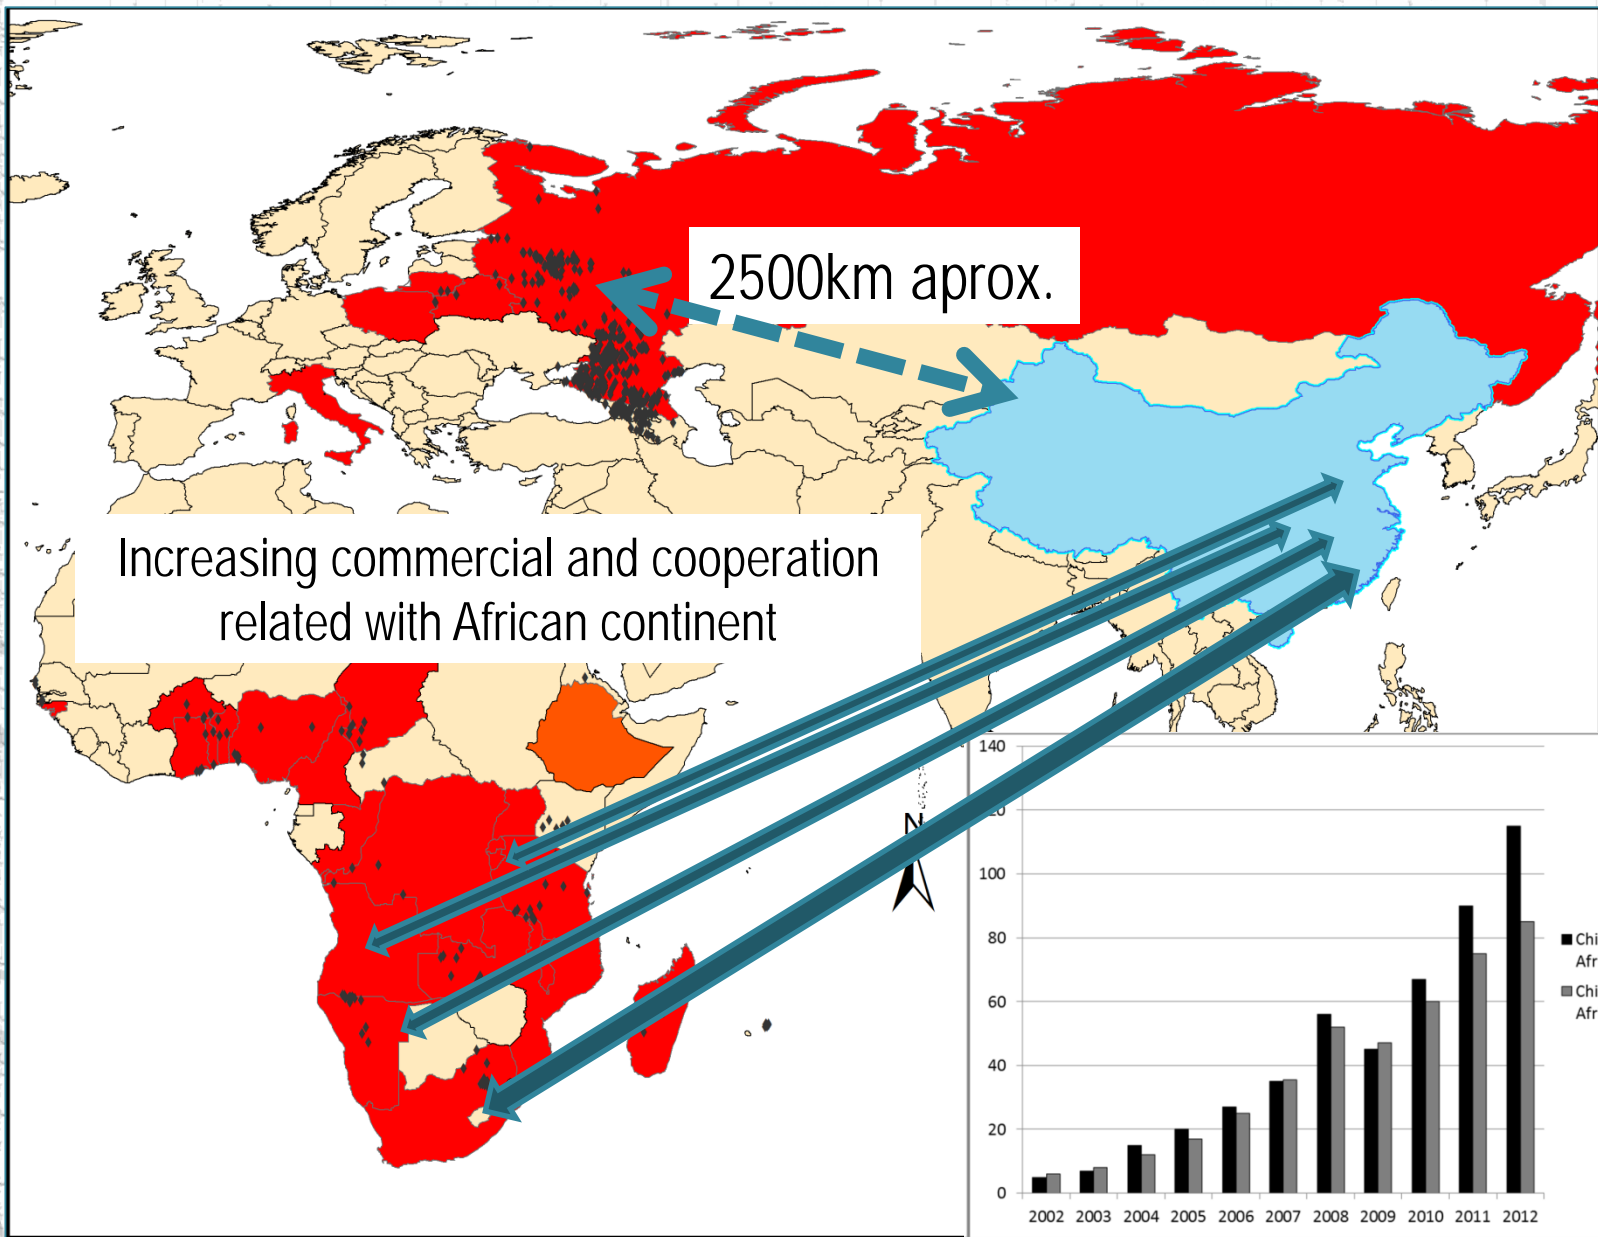 2500km aprox.
Increasing commercial and cooperation
related with African continent
N
140
100
80
60
40
20
0
2002 2003 2004 2005 2006 2007 2008 2009 2010 2011 2012
Chi
Afr
Chi
Afr